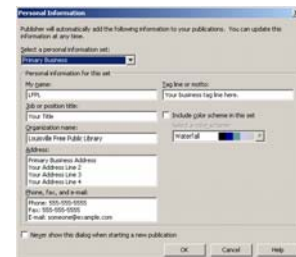 Personal Information
Publisher will automatically add the following information to your publications. You can update this
information at any time.
Select a personal information set:
Primary Business
Personal information for this set
My name:
LFPL
Tag line or motto:
Your business tag line here.
Job or position title:
Your Title
Include color scheme in this set
Select a color scheme:
Waterfall
Organization name:
Louisville Free Public Library
Address:
Primary Business Address
Your Address Line 2
Your Address Line 3
Your Address Line 4
Phone, fax, and e-mail:
Phone: 555-555-5555
Fax: 555-555-5555
E-mail: someone@example.com
Never show this dialog when starting a new publication
OK
Cancel
Help